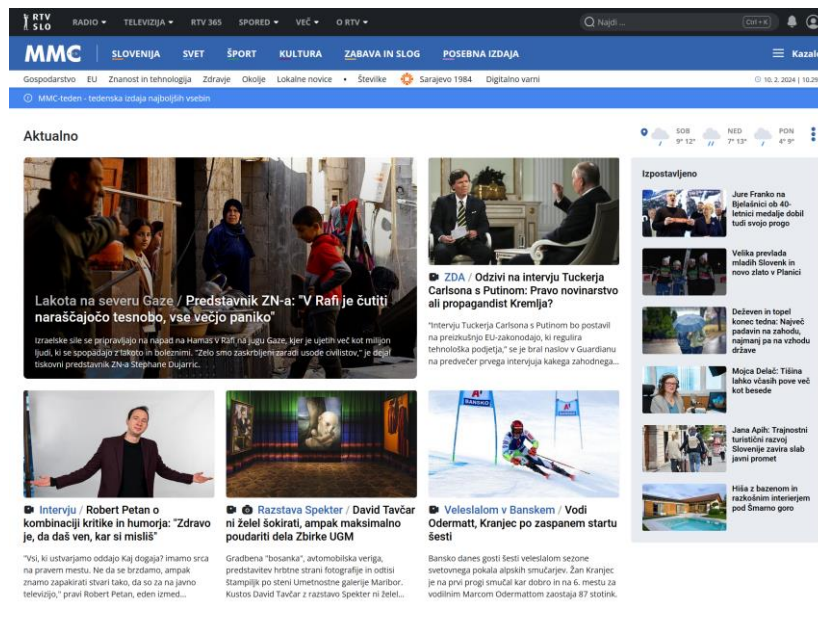 RTV SLO
RADIO TELEVIZIJA RTV 365 SPORED VEČ O RTV
Najdi ...
Ctrl + K
MMC
SLOVENIJA SVET ŠPORT KULTURA ZABAVA IN SLOG POSEBNA IZDAJA
Gospodarstvo EU Znanost in tehnologija Zdravje Okolje Lokalne novice • Številke Sarajevo 1984 Digitalno varni
10. 2. 2024 | 10.29
MMC-teden - tedenska izdaja najboljših vsebin
Aktualno
SOB
9° 12°
NED
7° 13°
PON
4° 9°
Lakota na severu Gaze / Predstavnik ZN-a: "V Rafi je čutiti
naraščajočo tesnobo, vse večjo paniko"
Izraelske sile se pripravljajo na napad na Hamas v Rafi na jugu Gaze, kjer je ujetih več kot milijon
ljudi, ki se spopadajo z lakoto in boleznimi. "Zelo smo zaskrbljeni zaradi usode civilistov," je dejal
tiskovni predstavnik ZN-a Stephane Dujarric.
ZDA / Odzivi na intervju Tuckerja
Carlsona s Putinom: Pravo novinarstvo
ali propagandist Kremlja?
"Intervju Tuckerja Carlsona s Putinom bo postavil
na preizkušnjo EU-zakonodajo, ki regulira
tehnološka podjetja," se je bral naslov v Guardianu
na predvečer prvega intervjuja kakega zahodnega...
Izpostavljeno
Jure Franko na
Bjelašnici ob 40-
letnici medalje dobil
tudi svojo progo
Velika prevlada
mladih Slovenk in
novo zlato v Planici
Deževen in topel
konec tedna: Največ
padavin na zahodu,
najmanj pa na vzhodu
države
Mojca Delač: Tišina
lahko včasih pove več
kot besede
Jana Apih: Trajnostni
turistični razvoj
Slovenije zavira slab
javni promet
Hiša z bazenom in
razkošnim interierjem
pod Šmarno goro
Intervju / Robert Petan o
kombinaciji kritike in humorja: "Zdravo
je, da daš ven, kar si misliš"
"Vsi, ki ustvarjamo oddajo Kaj dogaja? imamo srca
na pravem mestu. Ne da se brzdamo, ampak
znamo zapakirati stvari tako, da so za na javno
televizijo," pravi Robert Petan, eden izmed...
Razstava Spekter / David Tavčar
ni želel šokirati, ampak maksimalno
poudariti dela Zbirke UGM
Gradbena "bosanka", avtomobilska veriga,
predstavitev hrbtne strani fotografije in odtisi
štampiljk po steni Umetnostne galerije Maribor.
Kustos David Tavčar z razstavo Spekter ni želel...
BANSKO
Veleslalom v Banskem / Vodi
Odermatt, Kranjec po zaspanem startu
šesti
Bansko danes gosti šesti veleslalom sezone
svetovnega pokala alpskih smučarjev. Žan Kranjec
je na prvi progi smučal kar dobro in na 6. mestu za
vodilnim Marcom Odermattom zaostaja 87 stotink.